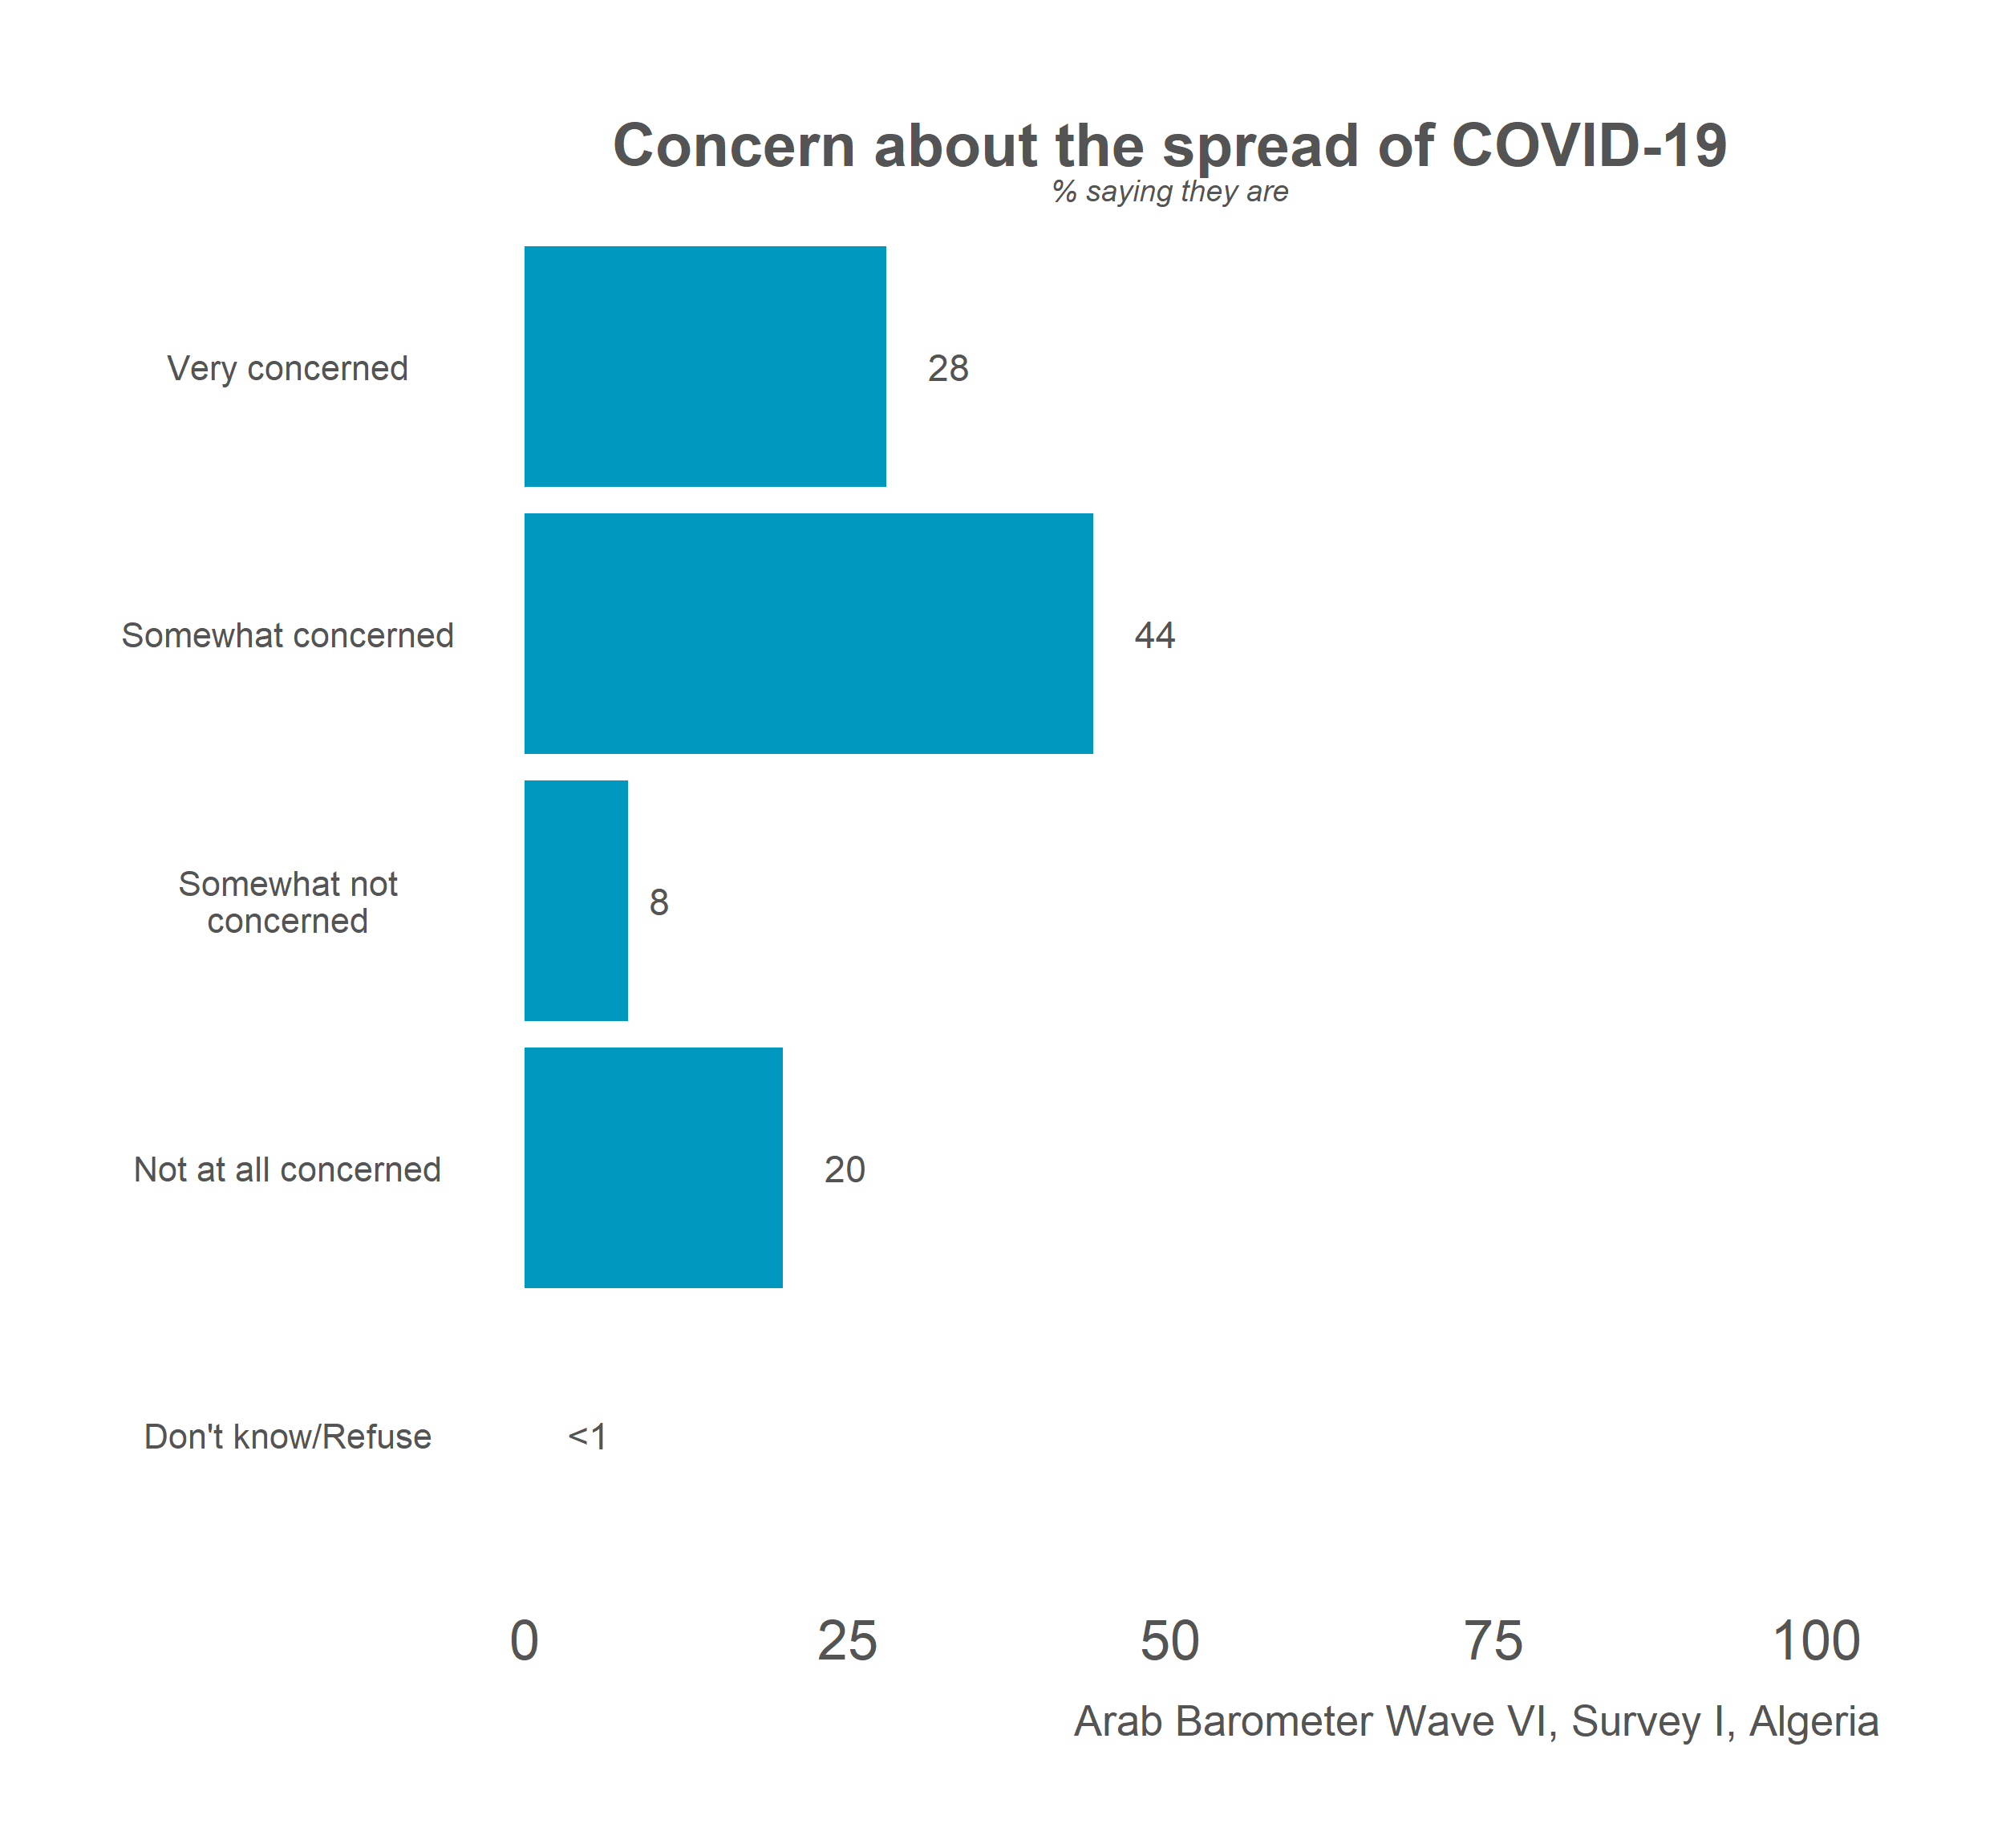 Concern about the spread of COVID-19
% saying they are
Very concerned
28
Somewhat concerned
44
Somewhat not
concerned
8
Not at all concerned
20
Don't know/Refuse
<1
0 25 50 75 100
Arab Barometer Wave VI, Survey I, Algeria